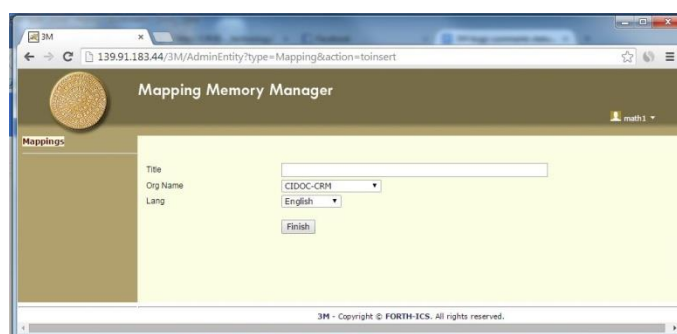 3M
139.91.183.44/3M/AdminEntity?type=Mapping&action=toinsert
Mapping Memory Manager
math1
Mappings
Title
Org Name CIDOC-CRM
Lang English
Finish
3M - Copyright © FORTH-ICS. All rights reserved.